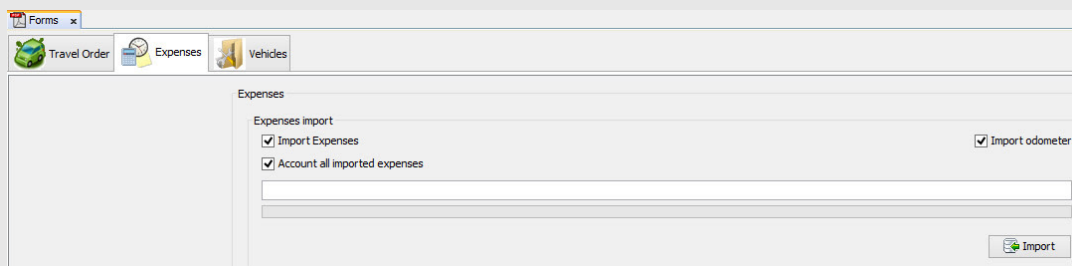 Forms x
Travel Order Expenses Vehicles
Expenses
Expenses import
Import Expenses Import odometer
Account all imported expenses
Import